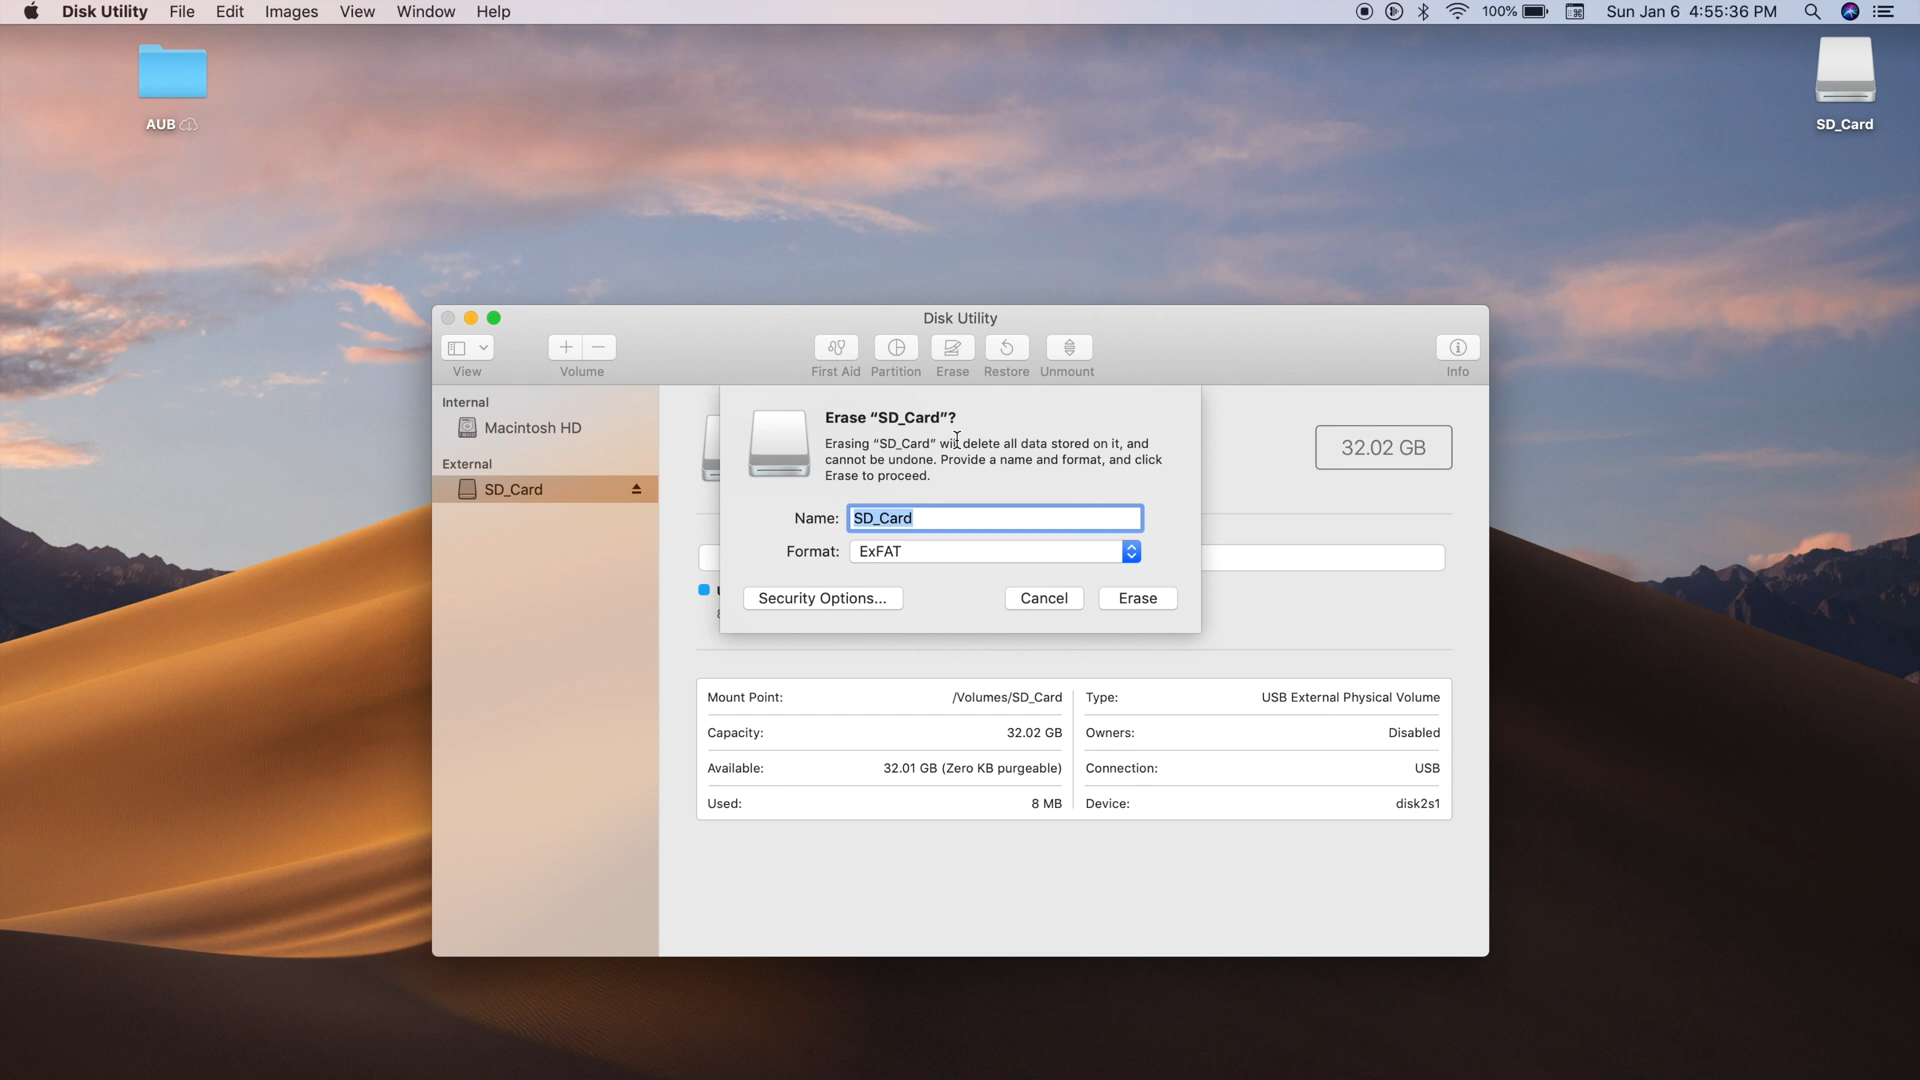 Disk Utility File Edit Images View Window Help 100% Sun Jan 6 4:55:36 PM
AUB
SD_Card
Disk Utility
View Volume First Aid Partition Erase Restore Unmount Info
Internal
Macintosh HD
External
SD_Card
Erase “SD_Card”?
Erasing “SD_Card” will delete all data stored on it, and
cannot be undone. Provide a name and format, and click
Erase to proceed.
Name: SD_Card
Format: ExFAT
Security Options... Cancel Erase
32.02 GB
Mount Point: /Volumes/SD_Card
Capacity: 32.02 GB
Available: 32.01 GB (Zero KB purgeable)
Used: 8 MB
Type: USB External Physical Volume
Owners: Disabled
Connection: USB
Device: disk2s1